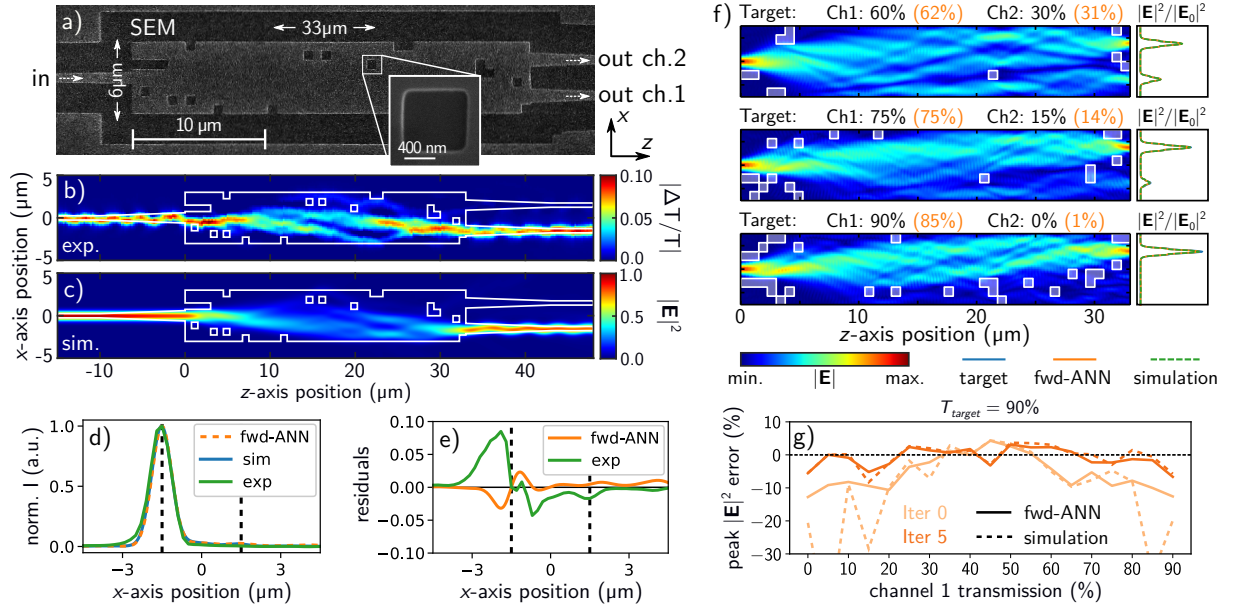 a)
SEM
33µm
in
6µm
out ch.2
out ch.1
10 µm
400 nm
x
z
b)
exp.
5
0
-5
0.10
0.05
0.00
|ΔT/T|
c)
sim.
5
0
-5
1.0
0.5
0.0
|E|²
x-axis position (µm)
-10
0
10
20
30
40
z-axis position (µm)
d)
norm. I (a.u.)
1.0
0.5
0.0
fwd-ANN
sim
exp
−3
0
3
x-axis position (µm)
e)
residuals
0.10
0.05
0.00
−0.05
−0.10
fwd-ANN
exp
−3
0
3
x-axis position (µm)
f)
Target: Ch1: 60% (62%) Ch2: 30% (31%) |E|²/|E₀|²
Target: Ch1: 75% (75%) Ch2: 15% (14%) |E|²/|E₀|²
Target: Ch1: 90% (85%) Ch2: 0% (1%) |E|²/|E₀|²
0
10
20
30
z-axis position (µm)
min. |E| max.
target
fwd-ANN
simulation
T target = 90%
g)
peak |E|² error (%)
10
0
−10
−20
−30
Iter 0
Iter 5
fwd-ANN
simulation
0 10 20 30 40 50 60 70 80 90
channel 1 transmission (%)